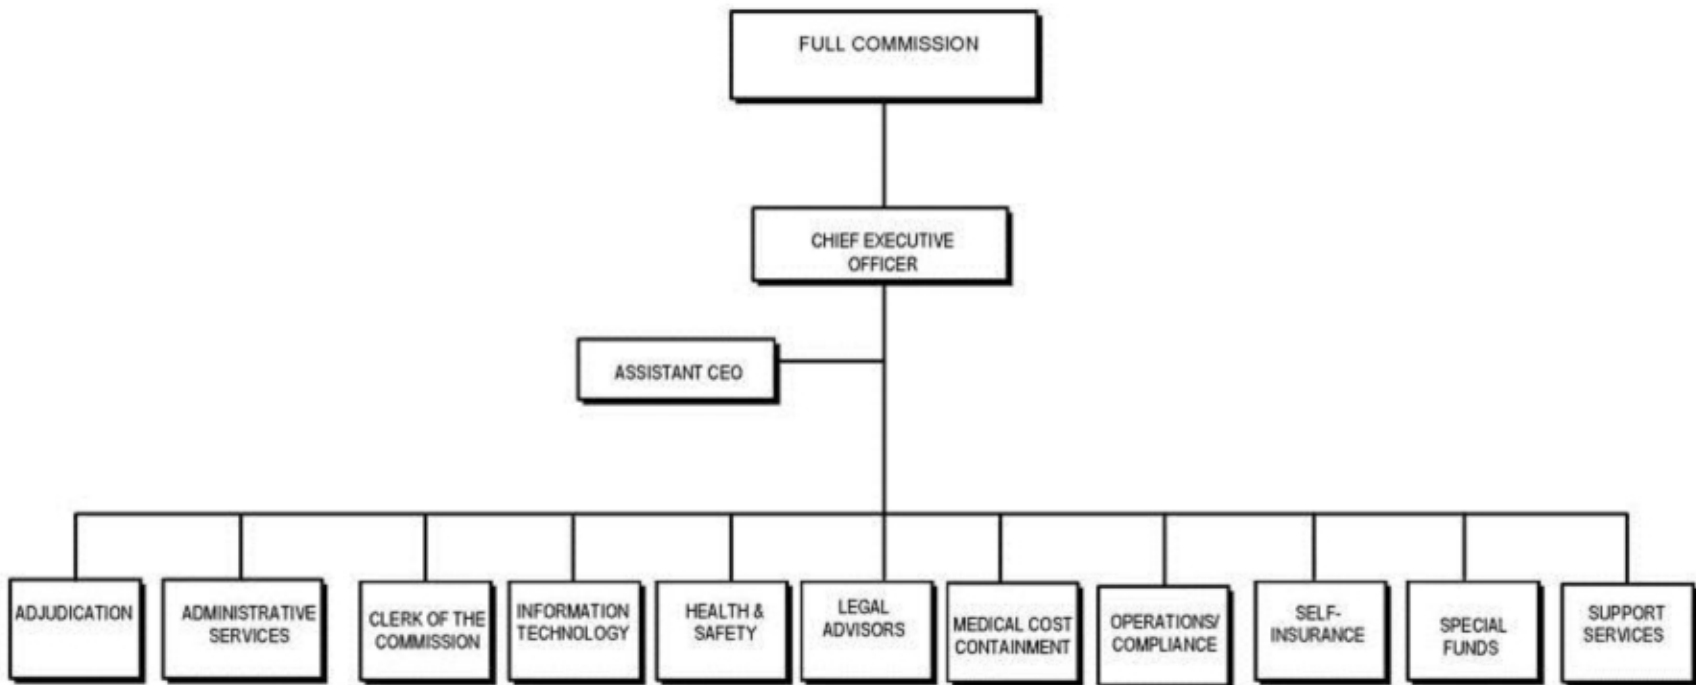 FULL COMMISSION
CHIEF EXECUTIVE
OFFICER
ASSISTANT CEO
ADJUDICATION
ADMINISTRATIVE
SERVICES
CLERK OF THE
COMMISSION
INFORMATION
TECHNOLOGY
HEALTH &
SAFETY
LEGAL
ADVISORS
MEDICAL COST
CONTAINMENT
OPERATIONS/
COMPLIANCE
SELF-
INSURANCE
SPECIAL
FUNDS
SUPPORT
SERVICES